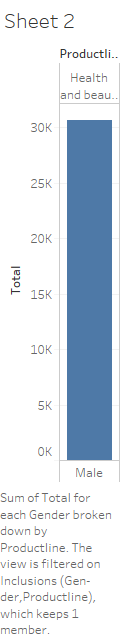 Sheet 2
Productli..
Health
and beau..
30K
25K
20K
15K
10K
5K
0K
Total
Male
Sum of Total for
each Gender broken
down by
Productline. The
view is filtered on
Inclusions (Gen-
der,Productline),
which keeps 1
member.